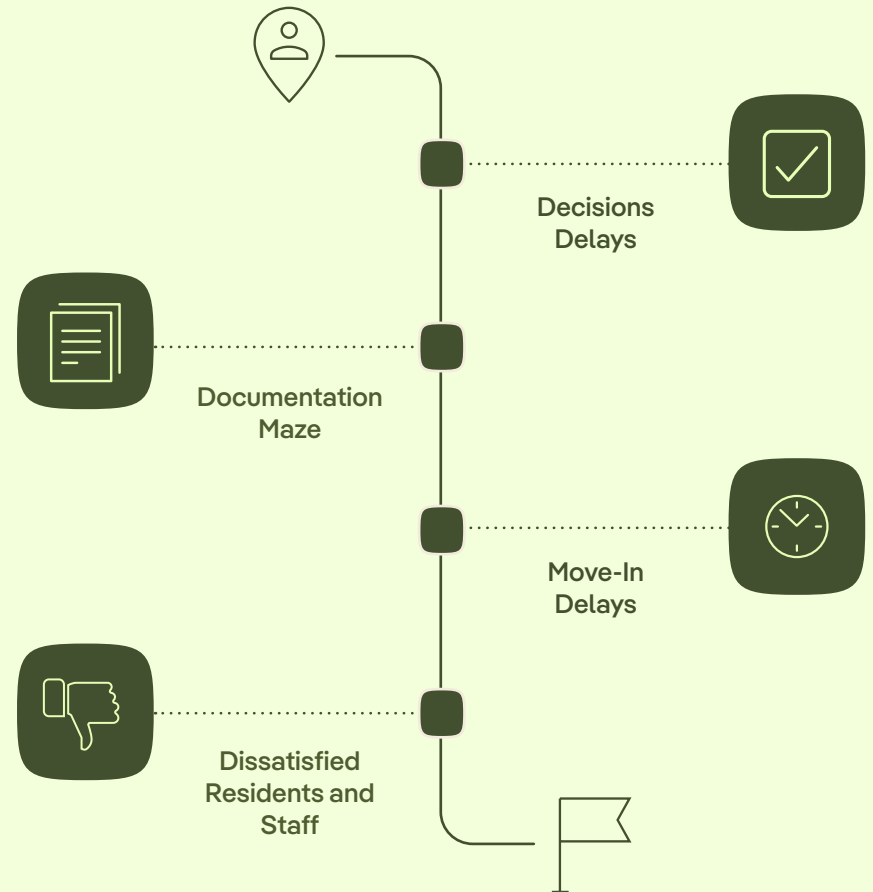 Decisions
Delays
Documentation
Maze
Move-In
Delays
Dissatisfied
Residents and
Staff